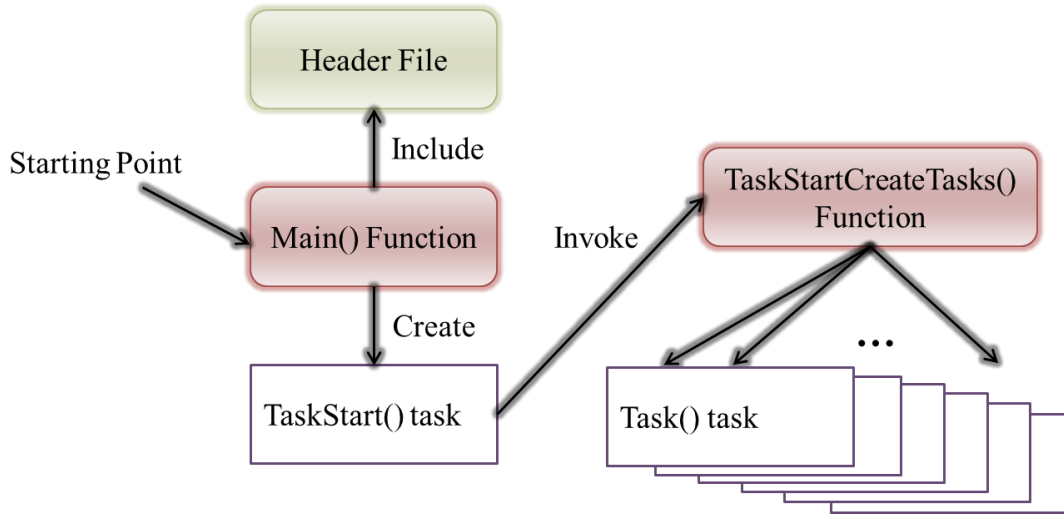 Header File
Include
Starting Point
Main() Function
Create
TaskStart() task
Invoke
TaskStartCreateTasks()
Function
...
Task() task